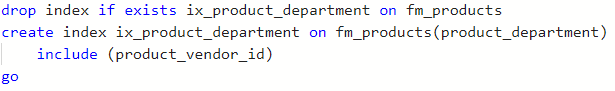 drop index if exists ix_product_department on fm_products
create index ix_product_department on fm_products(product_department)
    include (product_vendor_id)
go